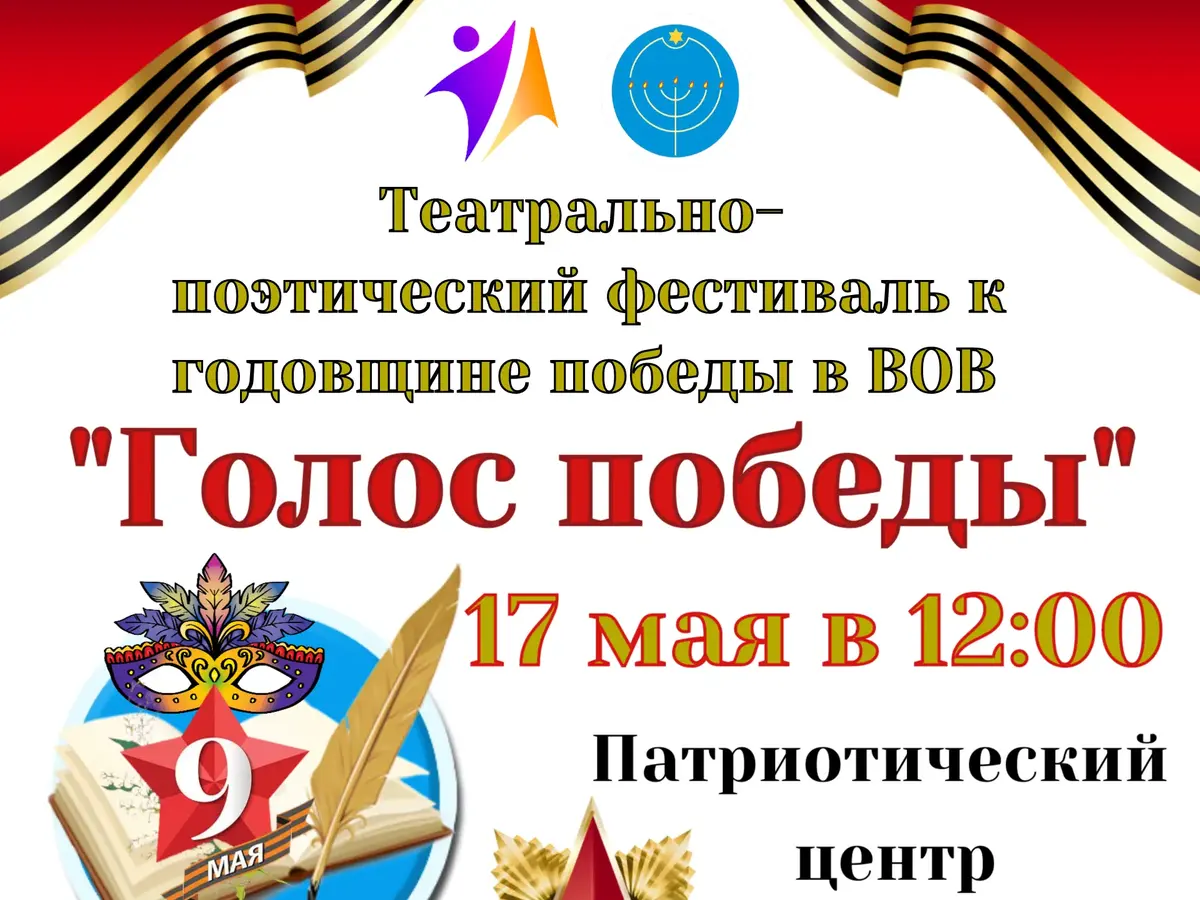 Театрально-
поэтический фестиваль к
годовщине победы в ВОВ
"Голос победы"
17 мая в 12:00
9
МАЯ
Патриотический
центр